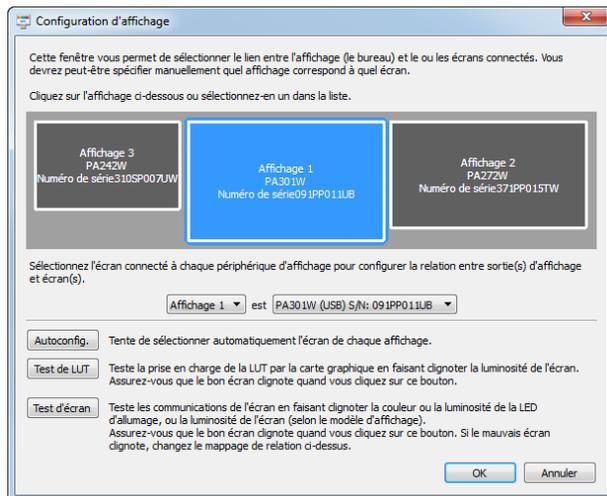 Configuration d'affichage
Cette fenêtre vous permet de sélectionner le lien entre l'affichage (le bureau) et le ou les écrans connectés. Vous
devrez peut-être spécifier manuellement quel affichage correspond à quel écran.
Cliquez sur l'affichage ci-dessous ou sélectionnez-en un dans la liste.
Affichage 3
PA242W
Numéro de série310SP007UW
Affichage 1
PA301W
Numéro de série091PP011UB
Affichage 2
PA272W
Numéro de série371PP015TW
Sélectionnez l'écran connecté à chaque périphérique d'affichage pour configurer la relation entre sortie(s) d'affichage
et écran(s).
Affichage 1 est PA301W (USB) S/N: 091PP011UB
Autoconfig. Tente de sélectionner automatiquement l'écran de chaque affichage.
Test de LUT Teste la prise en charge de la LUT par la carte graphique en faisant clignoter la luminosité de l'écran.
Assurez-vous que le bon écran clignote quand vous cliquez sur ce bouton.
Test d'écran Teste les communications de l'écran en faisant clignoter la couleur ou la luminosité de la LED
d'allumage, ou la luminosité de l'écran (selon le modèle d'affichage).
Assurez-vous que le bon écran clignote quand vous cliquez sur ce bouton. Si le mauvais écran
clignote, changez le mappage de relation ci-dessus.
OK Annuler